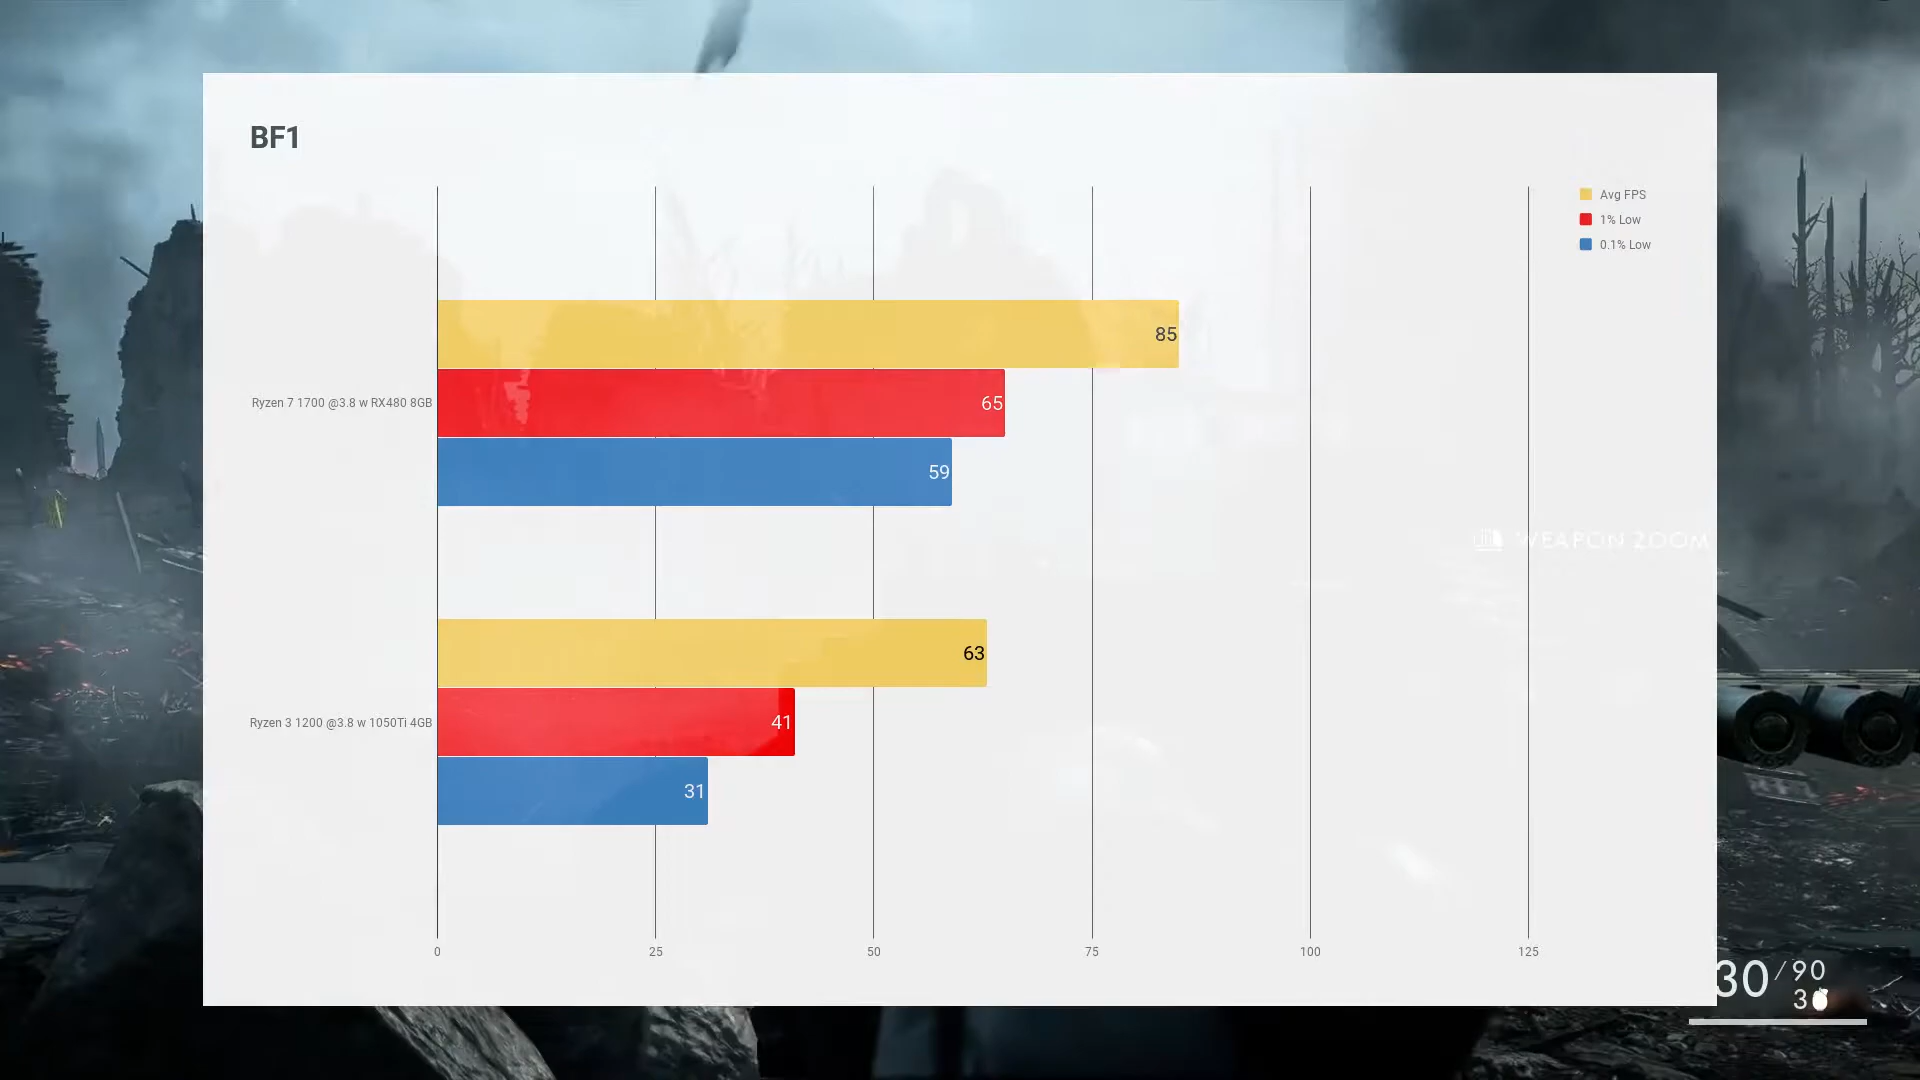 BF1
Avg FPS
1% Low
0.1% Low
85
Ryzen 7 1700 @3.8 w RX480 8GB
65
59
WEAPON ZOOM
63
Ryzen 3 1200 @3.8 w 1050Ti 4GB
41
31
0 25 50 75 100 125
30/90
3